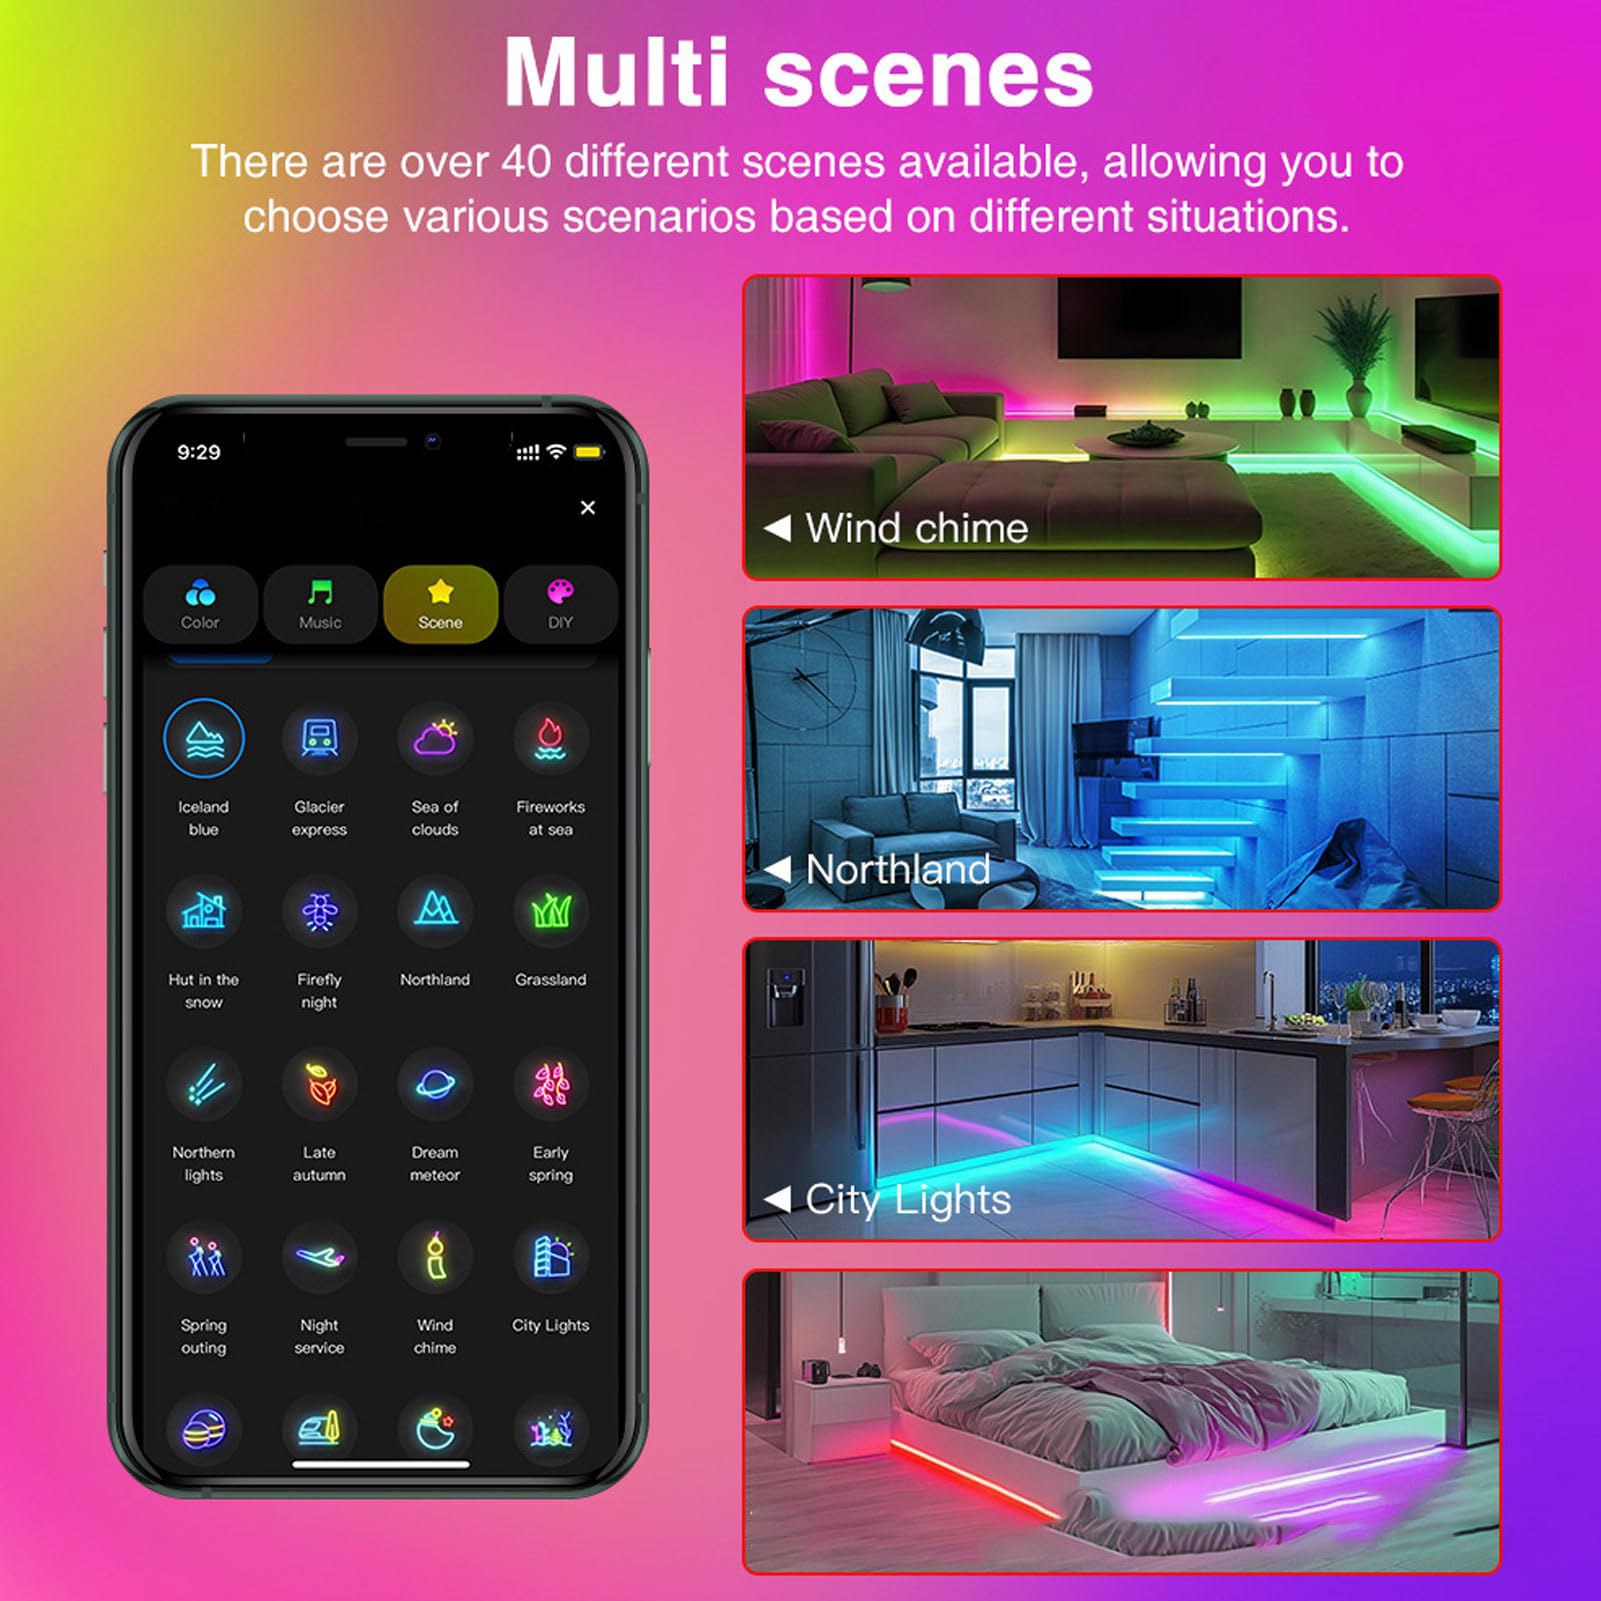 Multi scenes
There are over 40 different scenes available, allowing you to
choose various scenarios based on different situations.
9:29
Color Music Scene DIY
Iceland Glacier Sea of Fireworks
blue express clouds at sea
Hut in the Firefly Northland Grassland
snow night
Northern Late Dream Early
lights autumn meteor spring
Spring Night Wind City Lights
outing service chime
Wind chime
Northland
City Lights